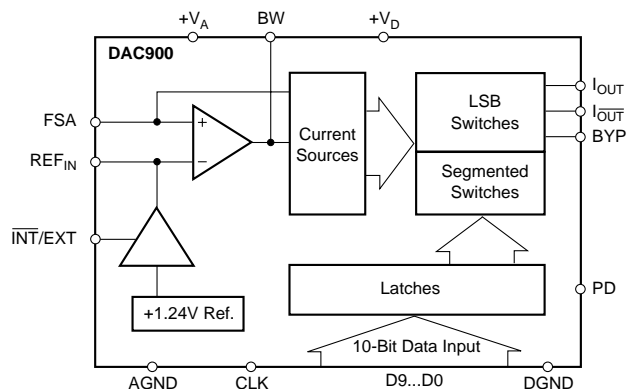 +VA BW +VD
DAC900
FSA
REFIN
INT/EXT
+
–
+1.24V Ref.
Current
Sources
LSB
Switches
Segmented
Switches
IOUT
IOUT
BYP
PD
Latches
10-Bit Data Input
AGND CLK D9...D0 DGND